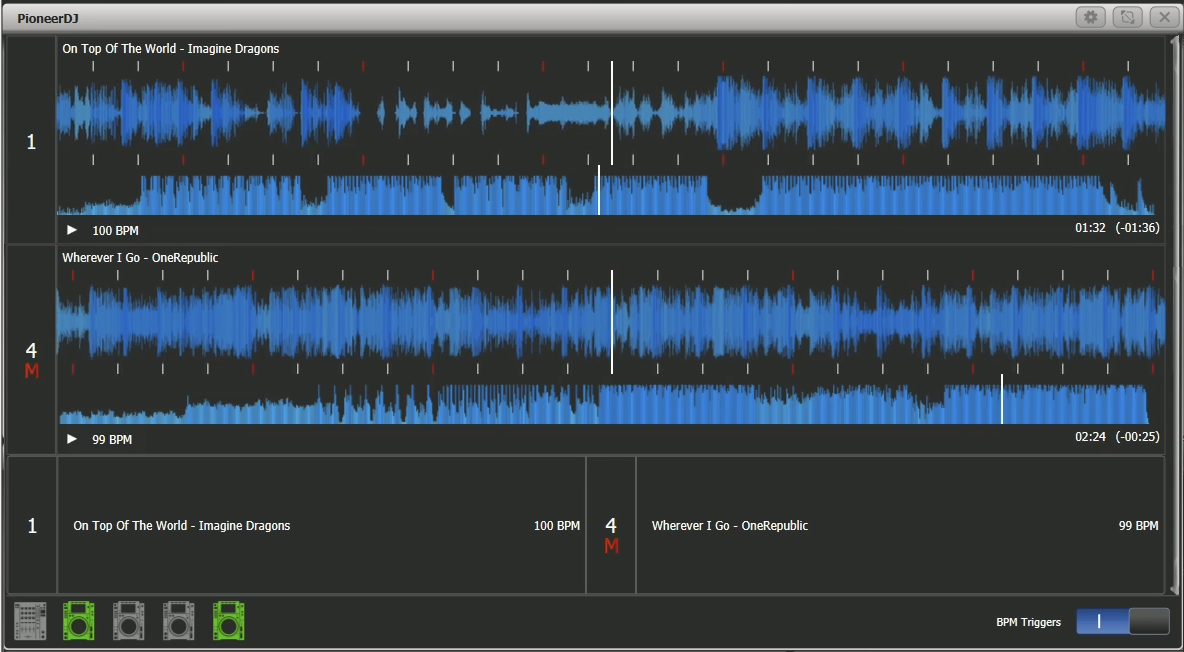 PioneerDJ
On Top Of The World - Imagine Dragons
1
100 BPM
01:32 (-01:36)
Wherever I Go - OneRepublic
4
M
99 BPM
02:24 (-00:25)
1
On Top Of The World - Imagine Dragons
100 BPM
4
M
Wherever I Go - OneRepublic
99 BPM
BPM Triggers